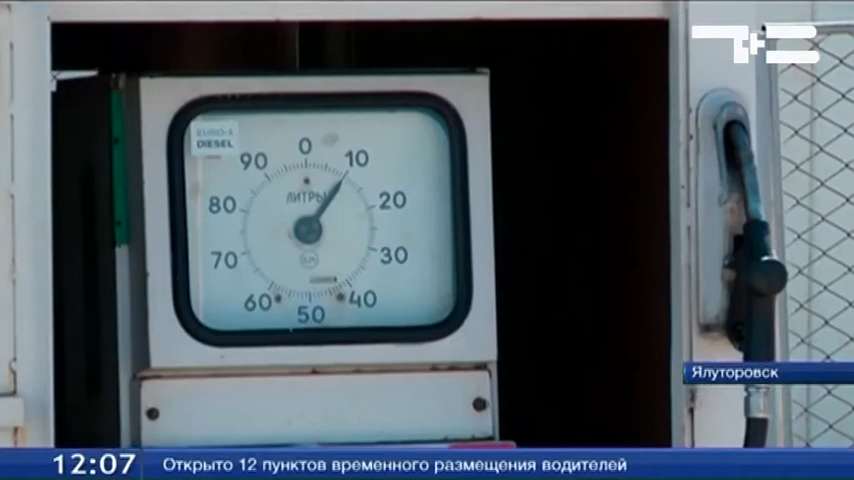 Т+В
EURO-4
DIESEL
0
10
20
30
40
50
60
70
80
90
ЛИТРЫ
Ялуторовск
12:07
Открыто 12 пунктов временного размещения водителей